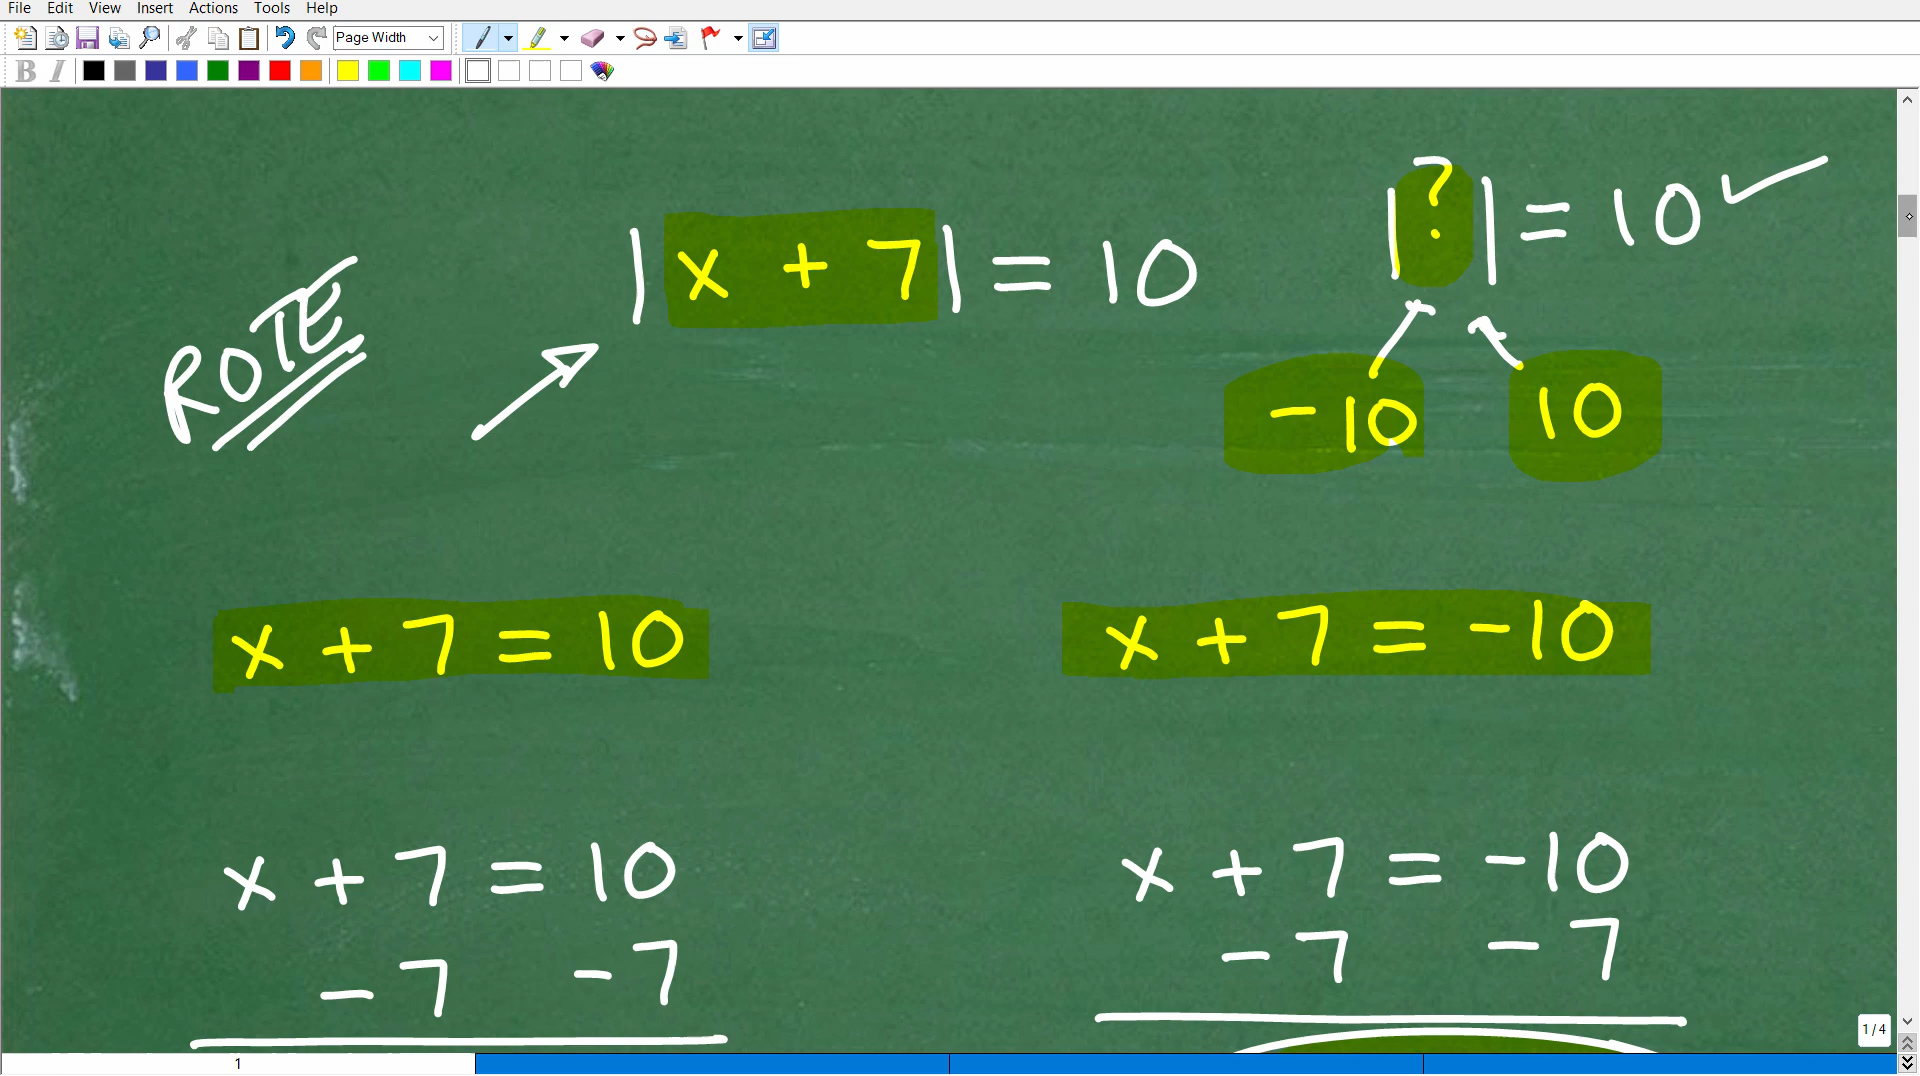 File Edit View Insert Actions Tools Help
Page Width
B I
|x + 7| = 10
|?| = 10
ROTE
-10 10
x + 7 = 10
x + 7 = -10
x + 7 = 10
- 7 - 7
x + 7 = -10
- 7 - 7
1 / 4
1